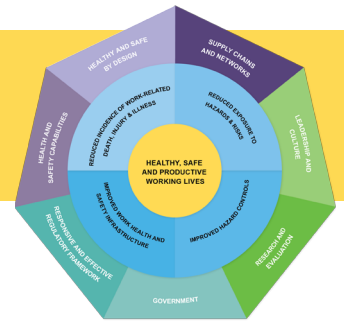 HEALTHY AND SAFE
BY DESIGN
SUPPLY CHAINS
AND NETWORKS
LEADERSHIP AND
CULTURE
RESEARCH AND
EVALUATION
GOVERNMENT
RESPONSIVE AND EFFECTIVE
REGULATORY FRAMEWORK
HEALTH AND
SAFETY CAPABILITIES
REDUCED INCIDENCE OF WORK-RELATED
DEATH, INJURY & ILLNESS
REDUCED EXPOSURE TO
HAZARDS & RISKS
IMPROVED HAZARD CONTROLS
IMPROVED WORK HEALTH AND
SAFETY INFRASTRUCTURE
HEALTHY, SAFE
AND PRODUCTIVE
WORKING LIVES